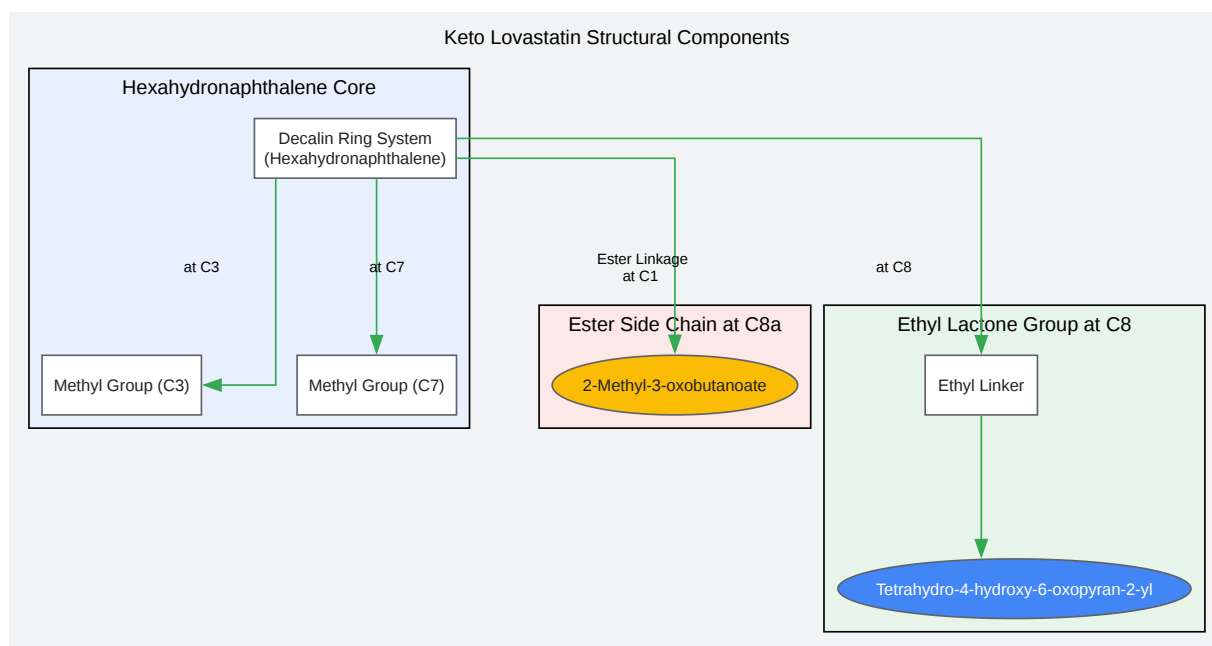 Keto Lovastatin Structural Components
Hexahydronaphthalene Core
Decalin Ring System
(Hexahydronaphthalene)
at C3
at C7
Ester Linkage
at C1
at C8
Methyl Group (C3)
Methyl Group (C7)
Ester Side Chain at C8a
2-Methyl-3-oxobutanoate
Ethyl Lactone Group at C8
Ethyl Linker
Tetrahydro-4-hydroxy-6-oxopyran-2-yl